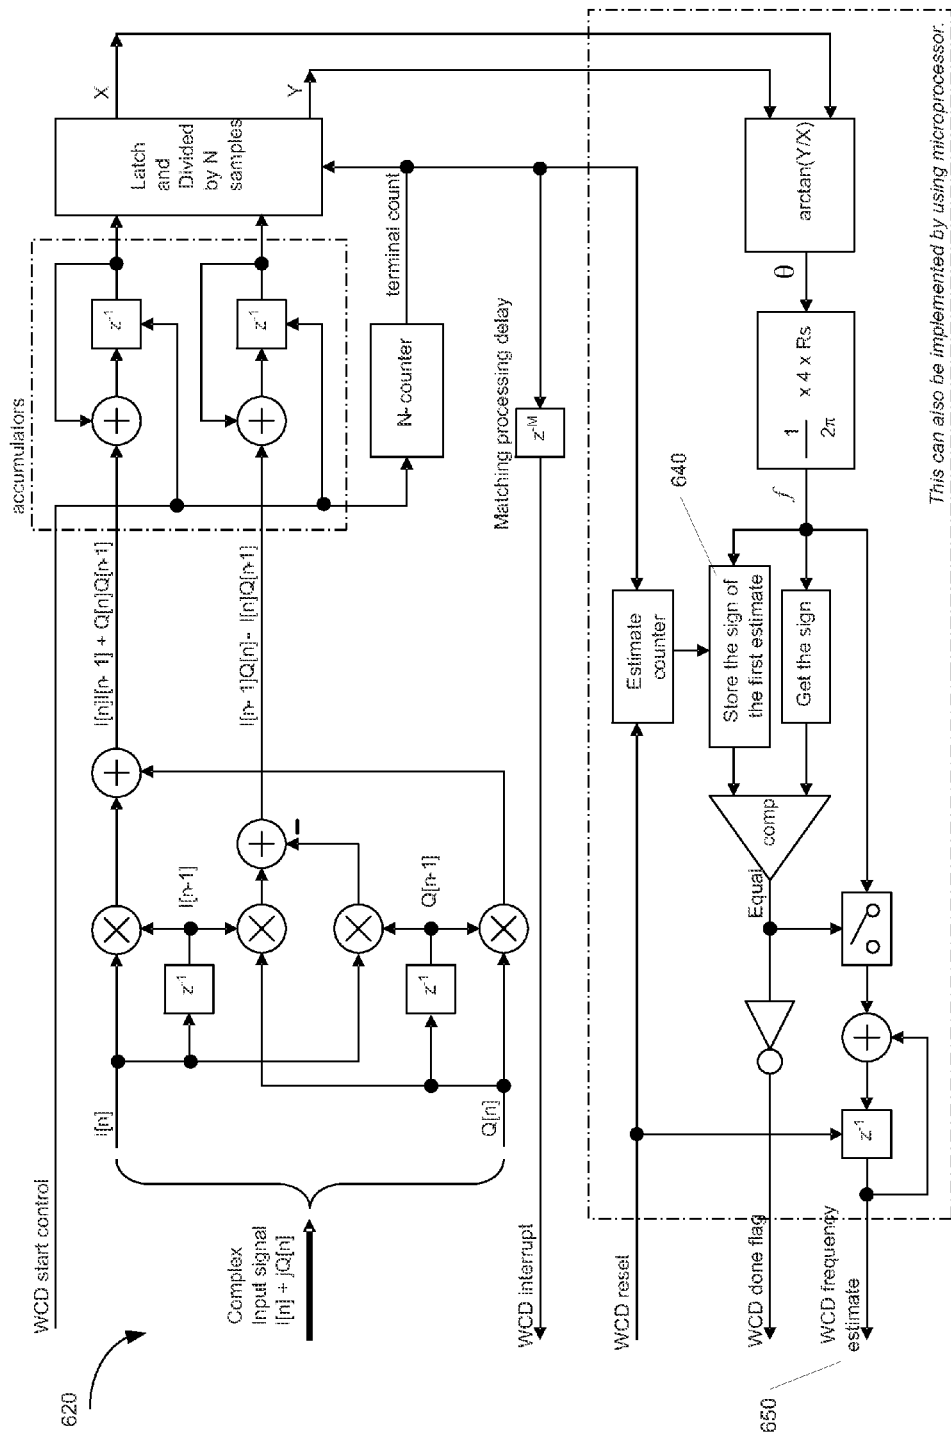 620
WCD start control
Complex
Input signal
I[n] + jQ[n]
I[n]
Q[n]
z-1
I[n-1]
z-1
Q[n-1]
I[n]I[n-1] + Q[n]Q[n-1]
I[n-1]Q[n] - I[n]Q[n-1]
accumulators
z-1
z-1
Latch
and
Divided
by N
samples
X
Y
N-counter
terminal count
Matching processing delay
z-M
WCD interrupt
WCD reset
Estimate
counter
640
Store the sign of
the first estimate
Get the sign
comp
Equal
WCD done flag
WCD frequency
estimate
650
z-1
f
1
2π
x 4 x Rs
θ
arctan(Y/X)
This can also be implemented by using microprocessor.